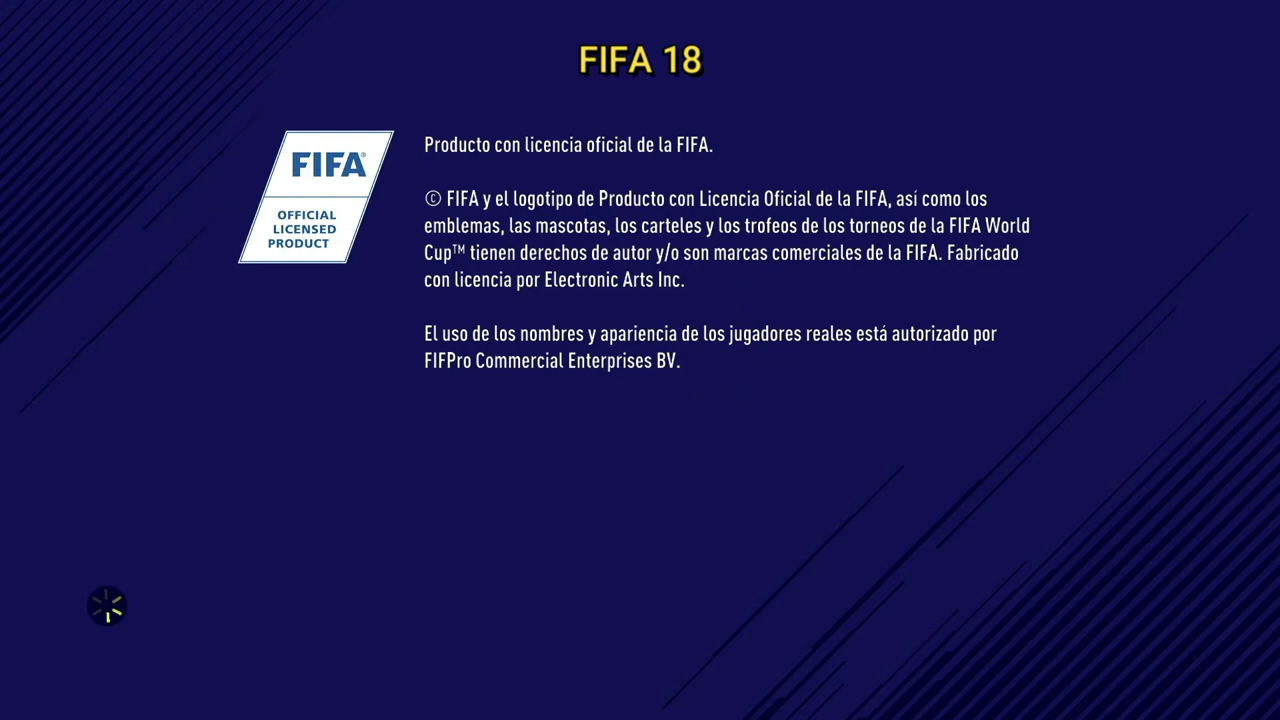 FIFA 18
FIFA®
OFFICIAL
LICENSED
PRODUCT
Producto con licencia oficial de la FIFA.
© FIFA y el logotipo de Producto con Licencia Oficial de la FIFA, así como los
emblemas, las mascotas, los carteles y los trofeos de los torneos de la FIFA World
Cup™ tienen derechos de autor y/o son marcas comerciales de la FIFA. Fabricado
con licencia por Electronic Arts Inc.
El uso de los nombres y apariencia de los jugadores reales está autorizado por
FIFPro Commercial Enterprises BV.